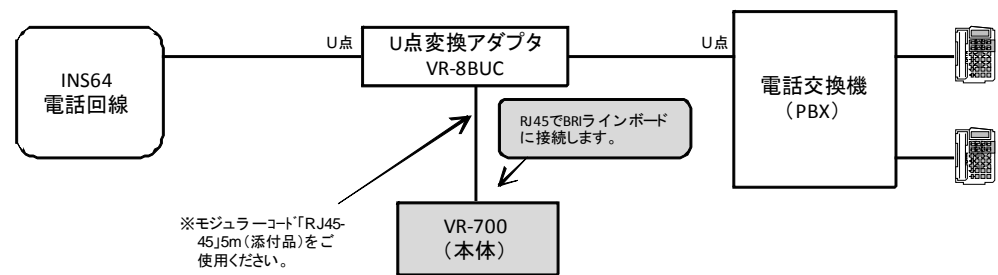 U点
U点変換アダプタ
VR-8BUC
U点
INS64
電話回線
電話交換機
（PBX）
RJ45でBRIラインボード
に接続します。
※モジュラーコード「RJ45-
45」5m（添付品）をご
使用ください。
VR-700
（本体）